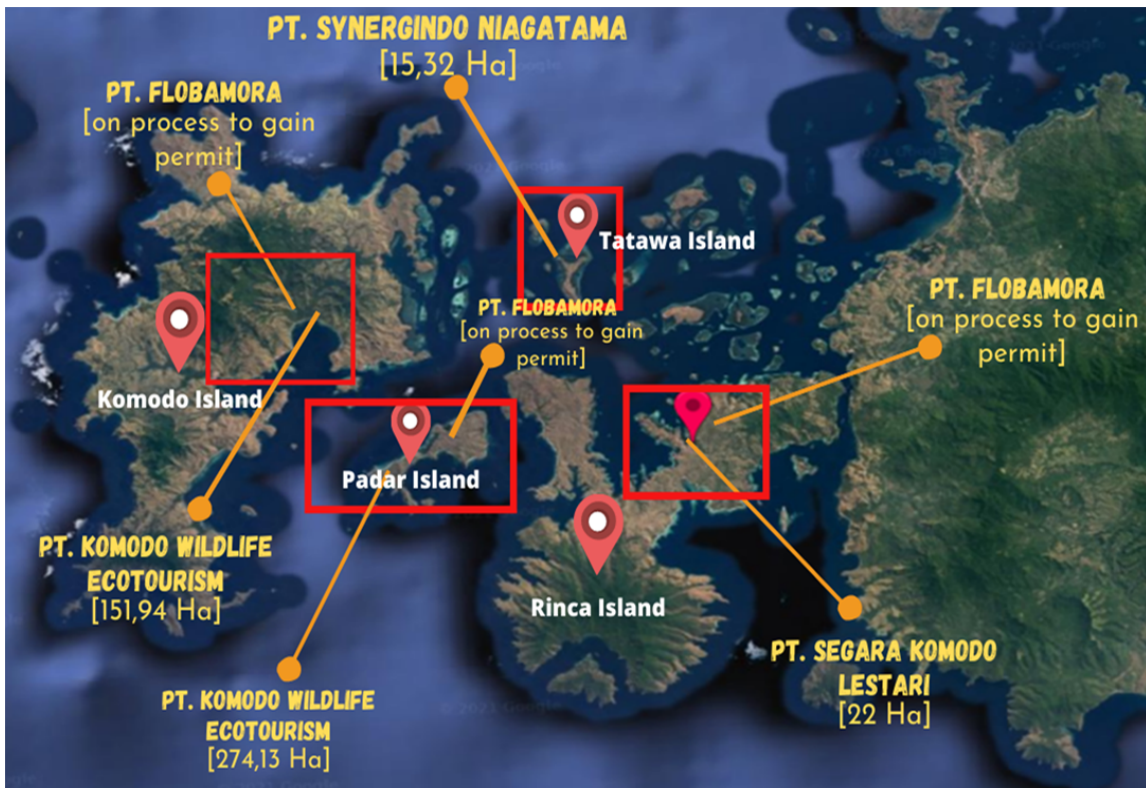 PT. SYNERGINDO NIAGATAMA
[15,32 Ha]
PT. FLOBAMORA
[on process to gain
permit]
Tatawa Island
PT. FLOBAMORA
[on process to gain
permit]
PT. FLOBAMORA
[on process to gain
permit]
Komodo Island
Padar Island
Rinca Island
PT. KOMODO WILDLIFE
ECOTOURISM
[151,94 Ha]
PT. SEGARA KOMODO
LESTARI
[22 Ha]
PT. KOMODO WILDLIFE
ECOTOURISM
[274,13 Ha]
© 2021 Google